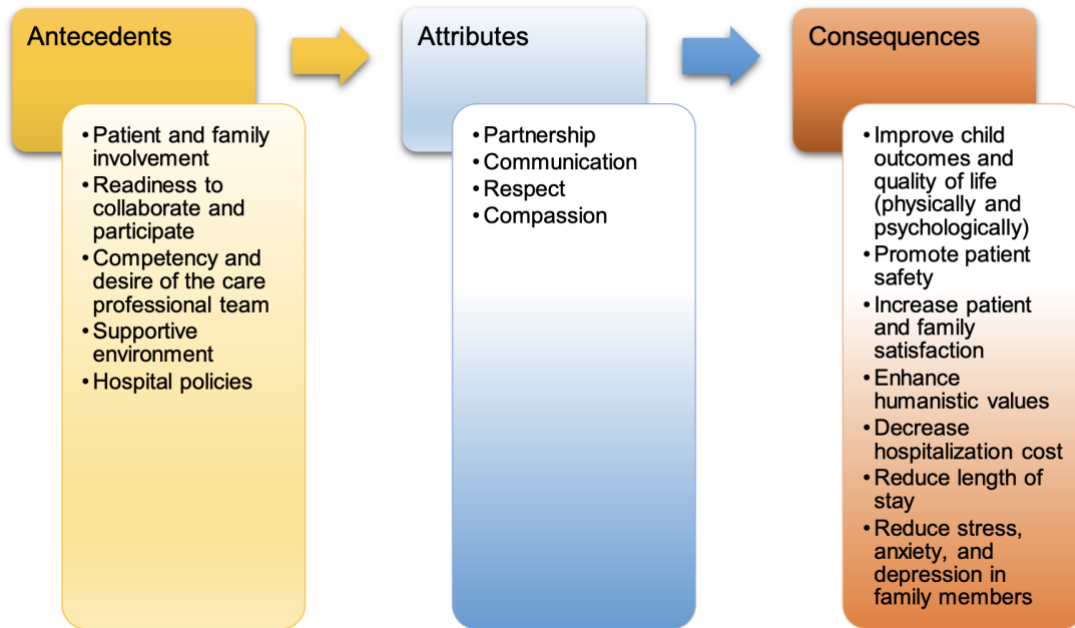 Antecedents
• Patient and family
involvement
• Readiness to
collaborate and
participate
• Competency and
desire of the care
professional team
• Supportive
environment
• Hospital policies
Attributes
• Partnership
• Communication
• Respect
• Compassion
Consequences
• Improve child
outcomes and
quality of life
(physically and
psychologically)
• Promote patient
safety
• Increase patient
and family
satisfaction
• Enhance
humanistic values
• Decrease
hospitalization cost
• Reduce length of
stay
• Reduce stress,
anxiety, and
depression in
family members